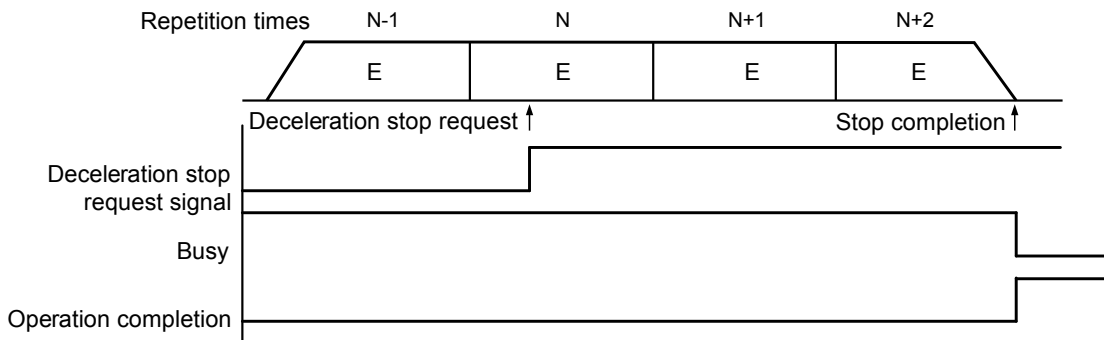 Repetition times N-1 N N+1 N+2
E E E E
Deceleration stop request Stop completion
Deceleration stop
request signal
Busy
Operation completion